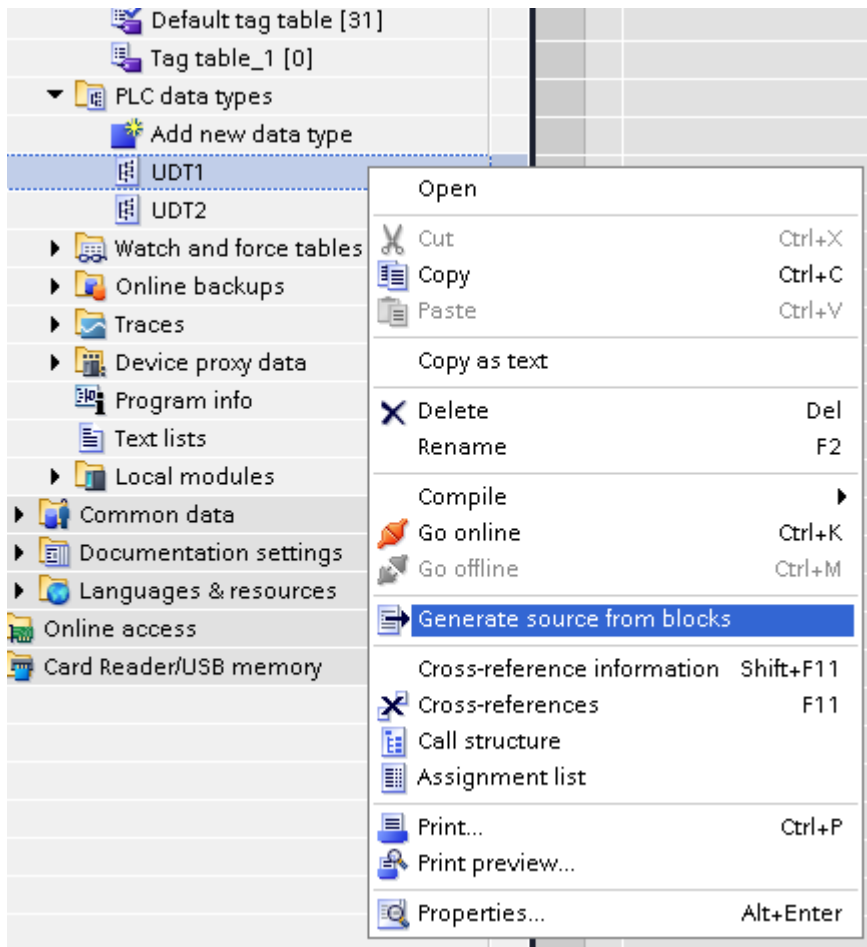 Default tag table [31]
Tag table_1 [0]
PLC data types
Add new data type
UDT1
UDT2
Watch and force tables
Online backups
Traces
Device proxy data
Program info
Text lists
Local modules
Common data
Documentation settings
Languages & resources
Online access
Card Reader/USB memory
Open
Cut Ctrl+X
Copy Ctrl+C
Paste Ctrl+V
Copy as text
Delete Del
Rename F2
Compile
Go online Ctrl+K
Go offline Ctrl+M
Generate source from blocks
Cross-reference information Shift+F11
Cross-references F11
Call structure
Assignment list
Print... Ctrl+P
Print preview...
Properties... Alt+Enter